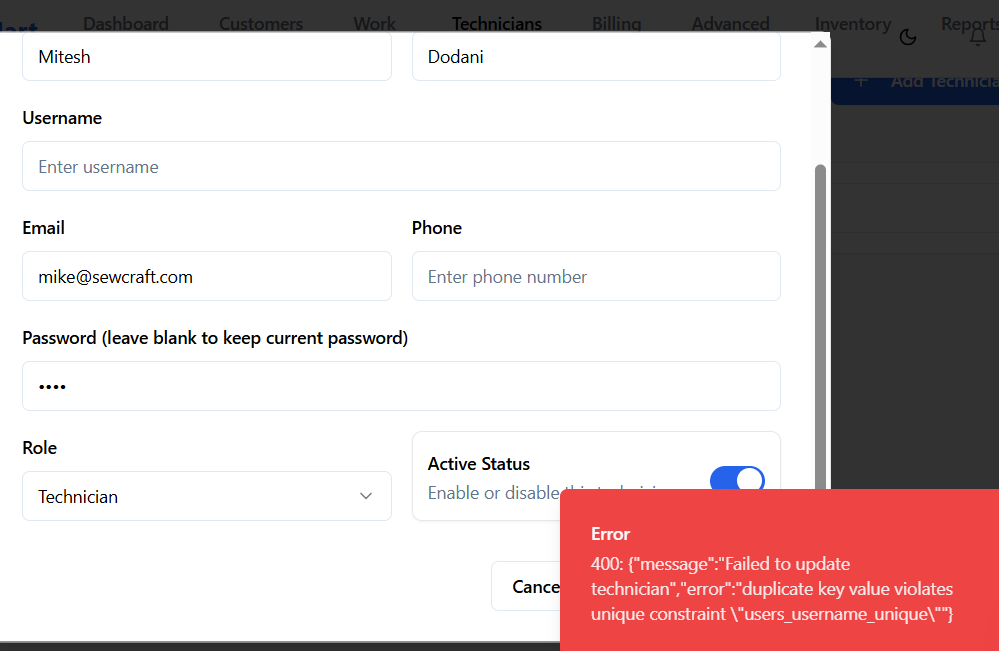 Dashboard Customers Work Technicians Billing Advanced Inventory Reports
Add Technicia
Mitesh Dodani
Username
Enter username
Email Phone
mike@sewcraft.com Enter phone number
Password (leave blank to keep current password)
••••
Role
Technician
Active Status
Enable or disable this technici
Cance
Error
400: {"message":"Failed to update
technician","error":"duplicate key value violates
unique constraint \"users_username_unique\""}